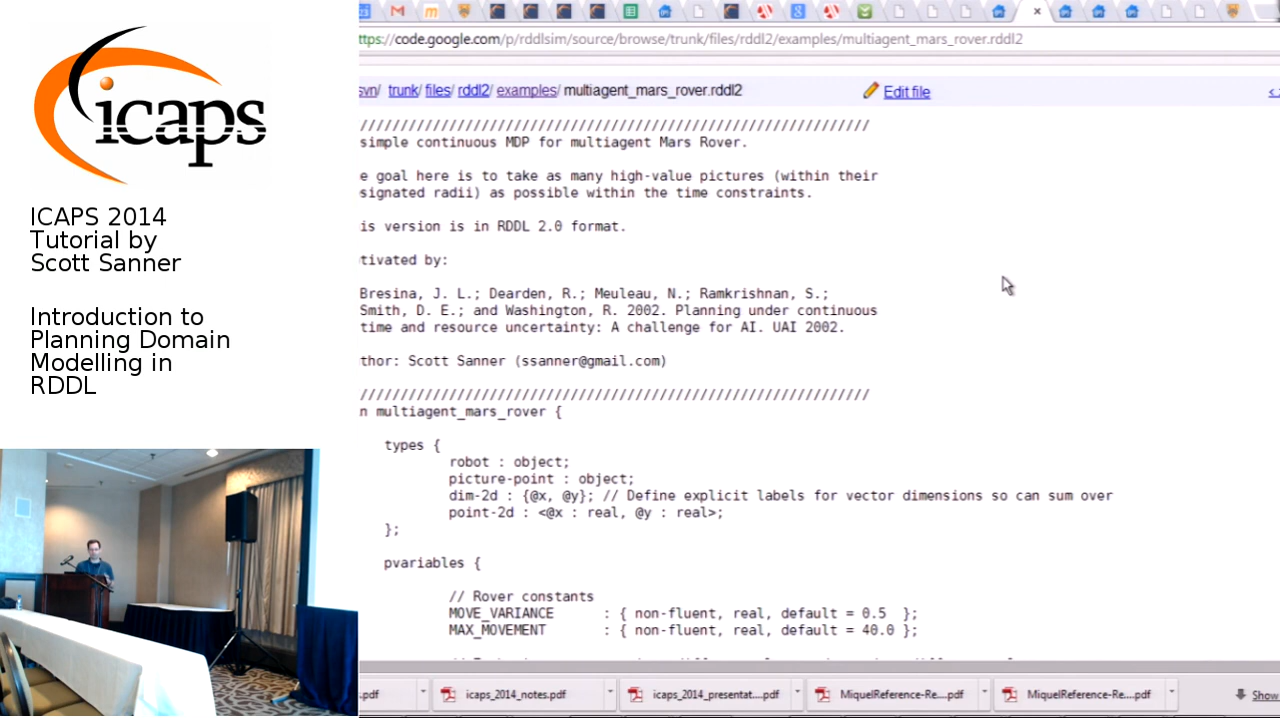 icaps
ICAPS 2014
Tutorial by
Scott Sanner
Introduction to
Planning Domain
Modelling in
RDDL
ttps://code.google.com/p/rddlsim/source/browse/trunk/files/rddl2/examples/multiagent_mars_rover.rddl2
svn/ trunk/ files/ rddl2/ examples/ multiagent_mars_rover.rddl2 Edit file
//////////////////////////////////////////////////////////////
simple continuous MDP for multiagent Mars Rover.
e goal here is to take as many high-value pictures (within their
signated radii) as possible within the time constraints.
is version is in RDDL 2.0 format.
tivated by:
Bresina, J. L.; Dearden, R.; Meuleau, N.; Ramkrishnan, S.;
Smith, D. E.; and Washington, R. 2002. Planning under continuous
time and resource uncertainty: A challenge for AI. UAI 2002.
thor: Scott Sanner (ssanner@gmail.com)
//////////////////////////////////////////////////////////////
n multiagent_mars_rover {
types {
robot : object;
picture-point : object;
dim-2d : {@x, @y}; // Define explicit labels for vector dimensions so can sum over
point-2d : <@x : real, @y : real>;
};
pvariables {
// Rover constants
MOVE_VARIANCE : { non-fluent, real, default = 0.5 };
MAX_MOVEMENT : { non-fluent, real, default = 40.0 };
.pdf icaps_2014_notes.pdf icaps_2014_presentat....pdf MiquelReference-Re....pdf MiquelReference-Re....pdf Show